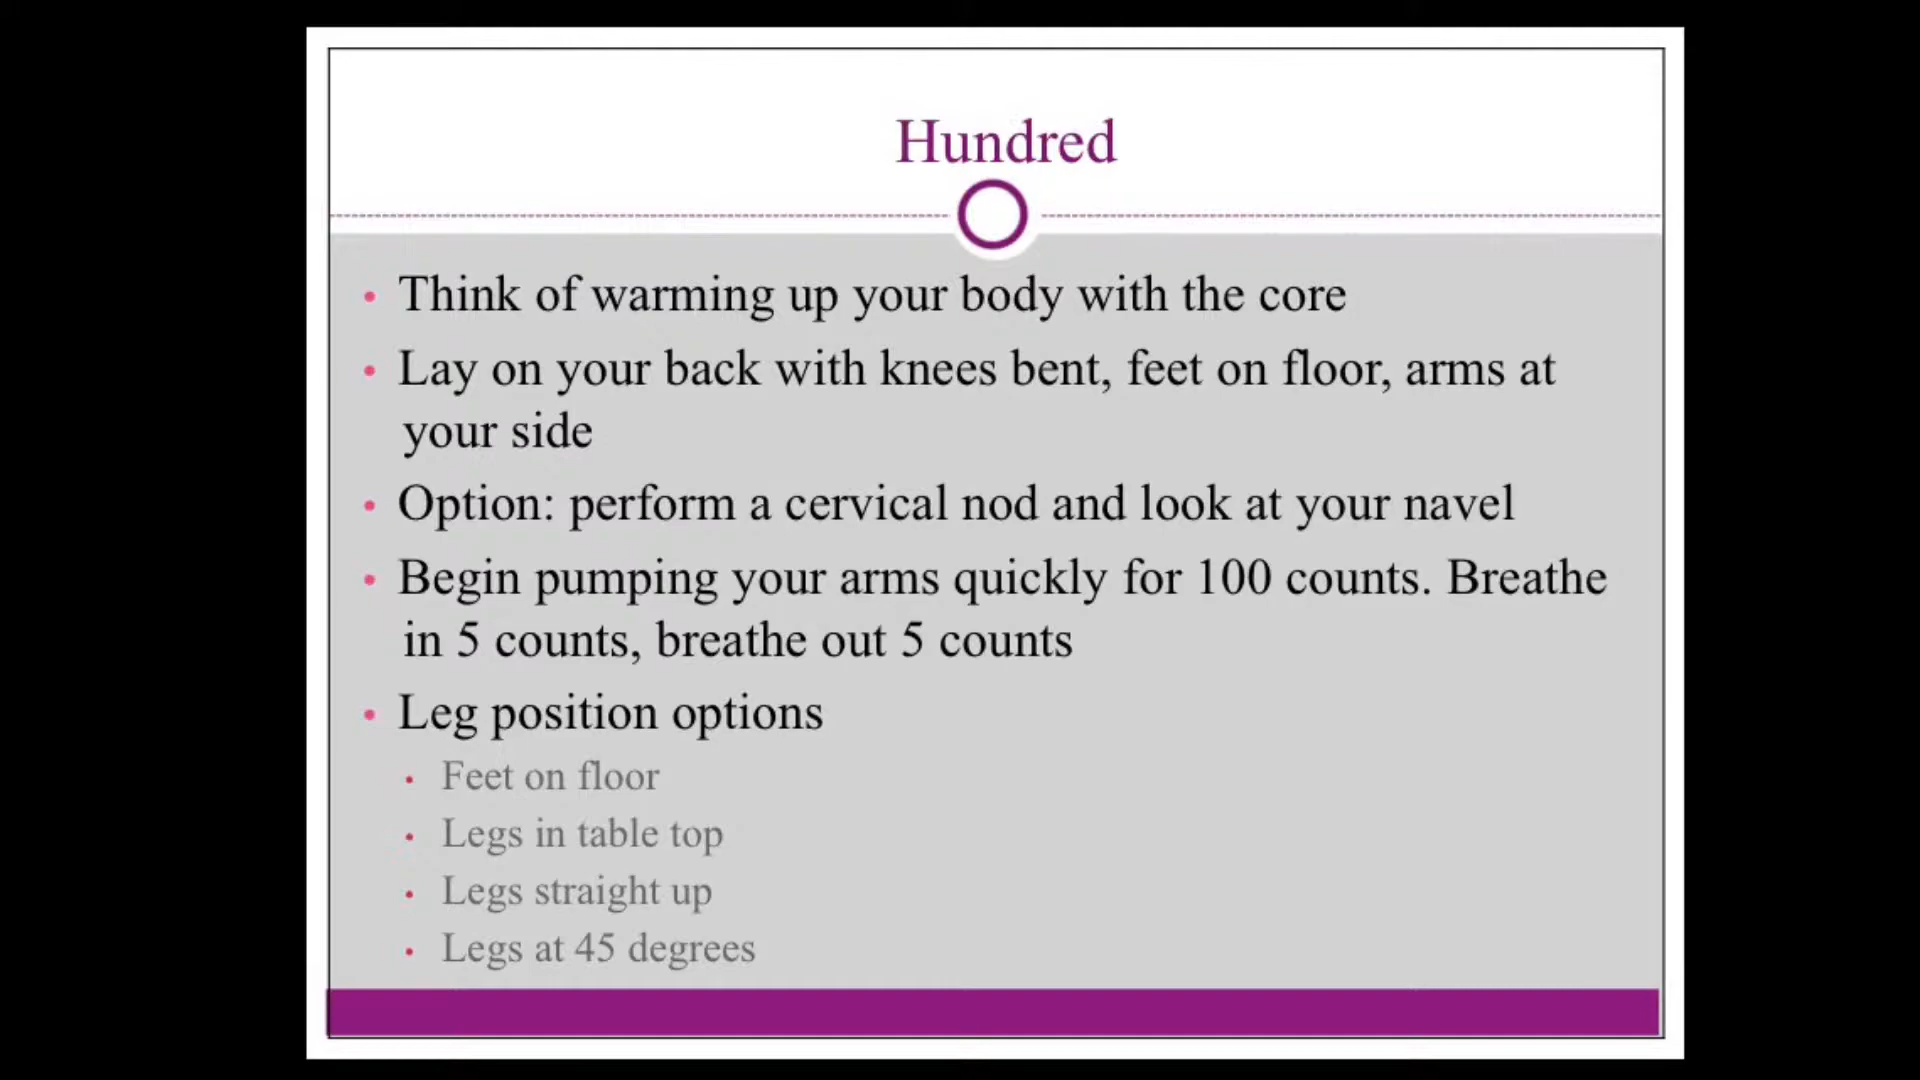 Hundred
• Think of warming up your body with the core
• Lay on your back with knees bent, feet on floor, arms at
your side
• Option: perform a cervical nod and look at your navel
• Begin pumping your arms quickly for 100 counts. Breathe
in 5 counts, breathe out 5 counts
• Leg position options
• Feet on floor
• Legs in table top
• Legs straight up
• Legs at 45 degrees